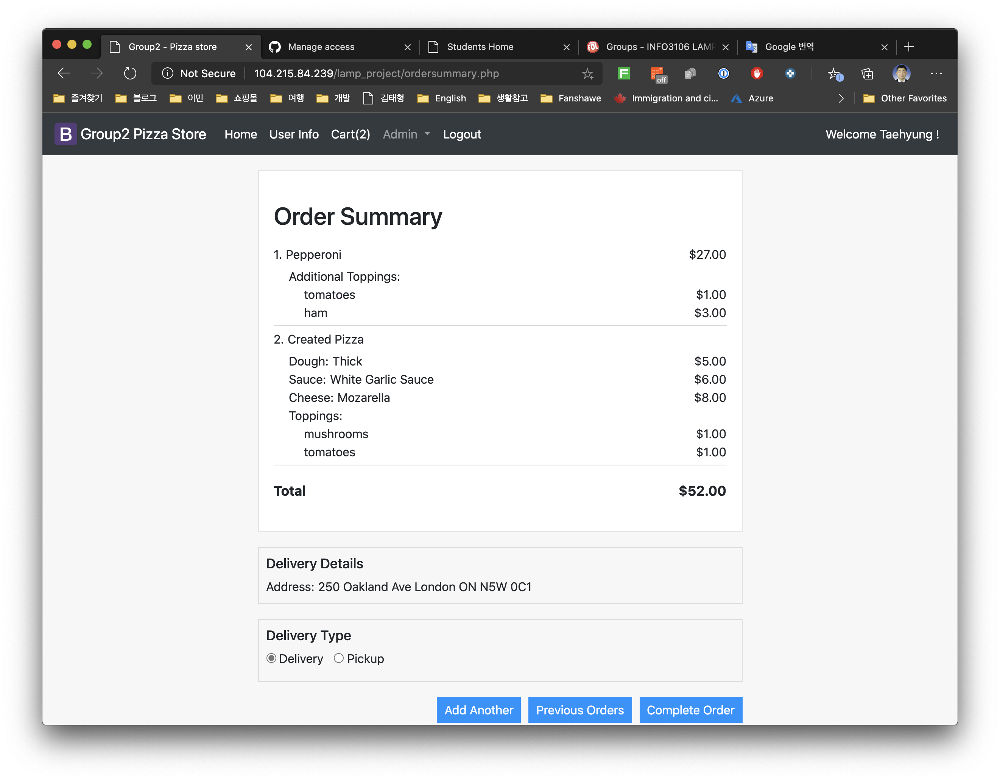 Group2 - Pizza store
Manage access
Students Home
FOL Groups - INFO3106 LAMP
Google 번역
Not Secure 104.215.84.239/lamp_project/ordersummary.php
off
즐겨찾기 블로그 이민 쇼핑몰 여행 개발 김태형 English 생활참고 Fanshawe Immigration and ci... Azure Other Favorites
B Group2 Pizza Store Home User Info Cart(2) Admin Logout Welcome Taehyung !
Order Summary
1. Pepperoni $27.00
Additional Toppings:
tomatoes $1.00
ham $3.00
2. Created Pizza
Dough: Thick $5.00
Sauce: White Garlic Sauce $6.00
Cheese: Mozarella $8.00
Toppings:
mushrooms $1.00
tomatoes $1.00
Total $52.00
Delivery Details
Address: 250 Oakland Ave London ON N5W 0C1
Delivery Type
Delivery Pickup
Add Another Previous Orders Complete Order